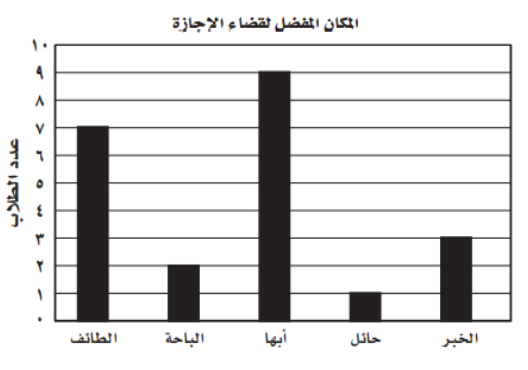 المكان المفضل لقضاء الإجازة
عدد الطلاب
١٠
٩
٨
٧
٦
٥
٤
٣
٢
١
٠
الطائف
الباحة
أبها
حائل
الخبر